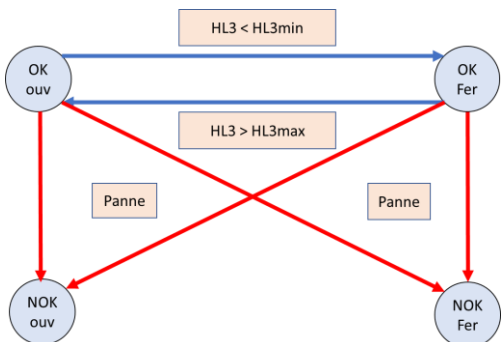 HL3 < HL3min
OK
ouv
OK
Fer
HL3 > HL3max
Panne
Panne
NOK
ouv
NOK
Fer